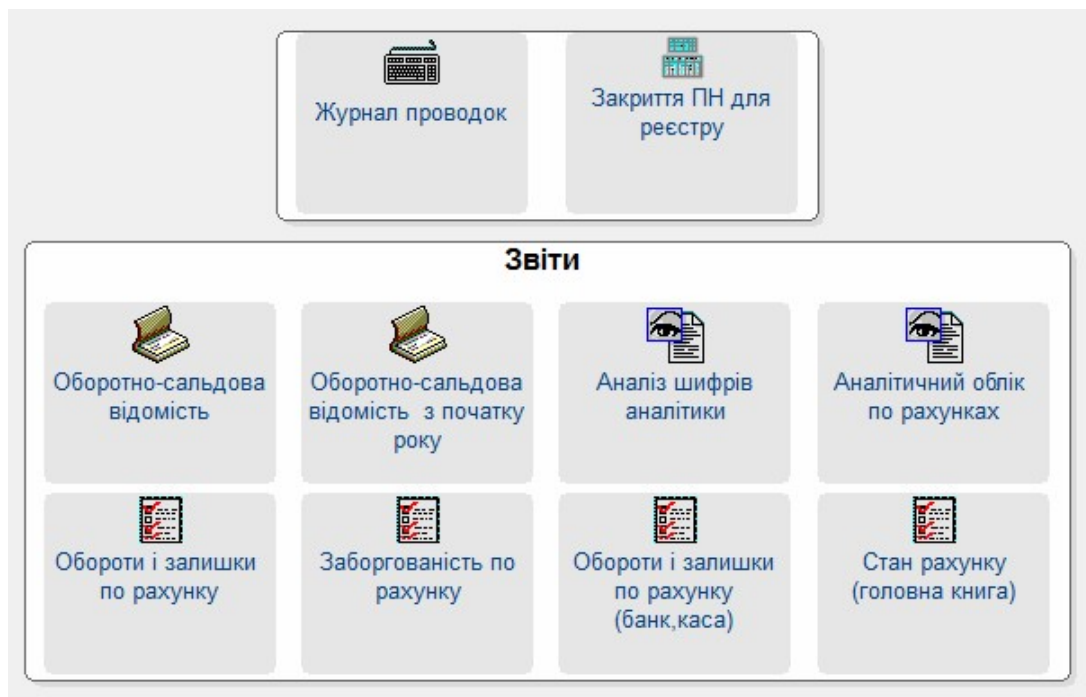 Журнал проводок
Закриття ПН для
реєстру
Звіти
Оборотно-сальдова
відомість
Оборотно-сальдова
відомість з початку
року
Аналіз шифрів
аналітики
Аналітичний облік
по рахунках
Обороти і залишки
по рахунку
Заборгованість по
рахунку
Обороти і залишки
по рахунку
(банк,каса)
Стан рахунку
(головна книга)